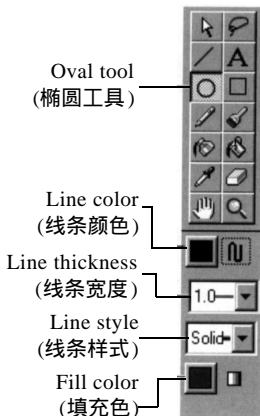 A
Oval tool
(椭圆工具)
Line color
(线条颜色)
Line thickness
(线条宽度)
1.0
Line style
(线条样式)
Solid
Fill color
(填充色)